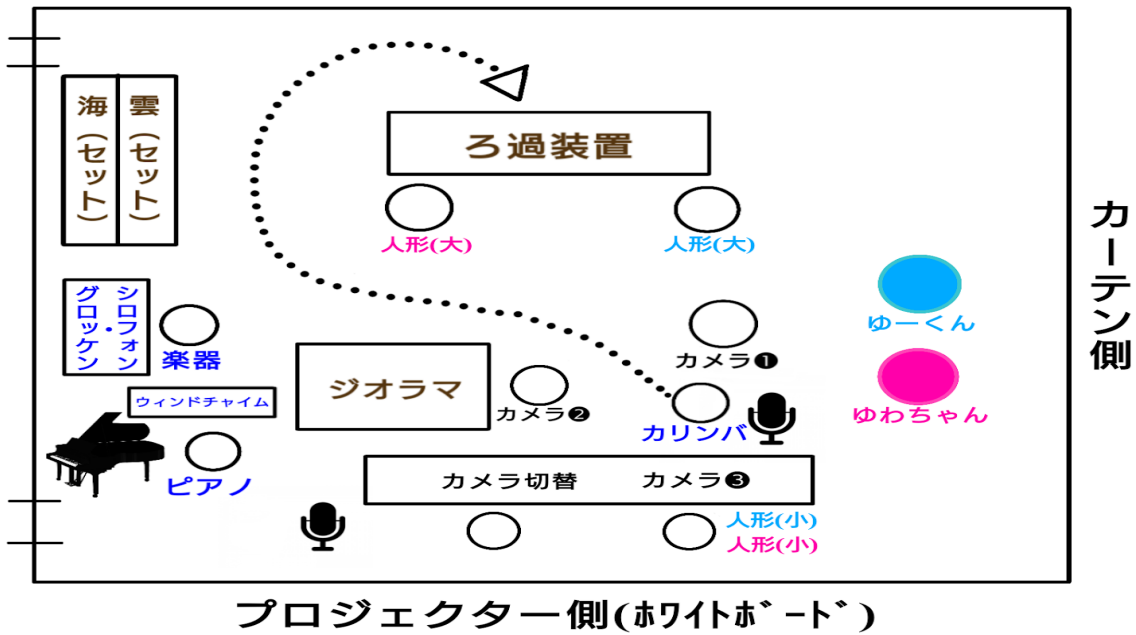 海(セット)
雲(セット)
ろ過装置
人形(大)
人形(大)
カーテン側
ゆーくん
ゆわちゃん
シロフォン・
グロッケン
楽器
カメラ❶
ジオラマ
カメラ❷
ウィンドチャイム
カリンバ
ピアノ
カメラ切替
カメラ❸
人形(小)
人形(小)
プロジェクター側(ﾎﾜｲﾄﾎﾞｰﾄﾞ)